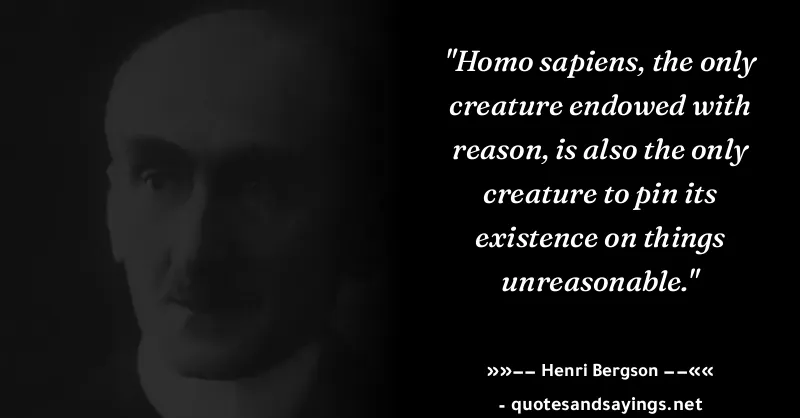 "Homo sapiens, the only
creature endowed with
reason, is also the only
creature to pin its
existence on things
unreasonable."
»»–– Henri Bergson ––««
- quotesandsayings.net